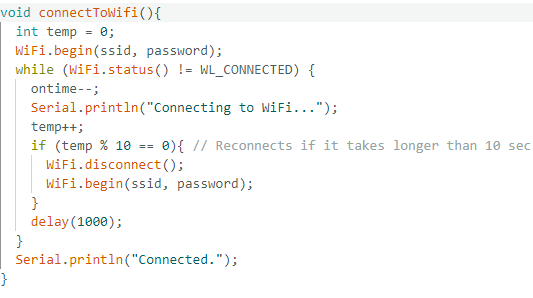 void connectToWifi(){
  int temp = 0;
  WiFi.begin(ssid, password);
  while (WiFi.status() != WL_CONNECTED) {
    ontime--;
    Serial.println("Connecting to WiFi...");
    temp++;
    if (temp % 10 == 0){ // Reconnects if it takes longer than 10 sec
      WiFi.disconnect();
      WiFi.begin(ssid, password);
    }
    delay(1000);
  }
  Serial.println("Connected.");
}